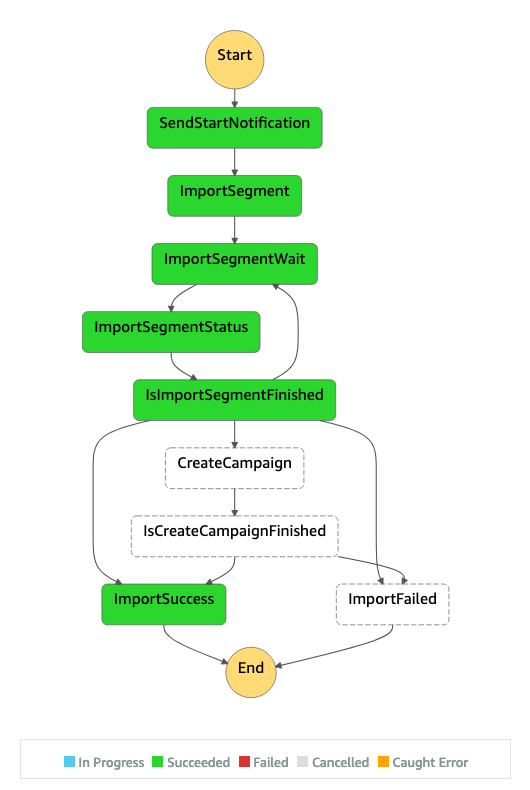 Start
SendStartNotification
ImportSegment
ImportSegmentWait
ImportSegmentStatus
IsImportSegmentFinished
CreateCampaign
IsCreateCampaignFinished
ImportSuccess
ImportFailed
End
In Progress Succeeded Failed Cancelled Caught Error